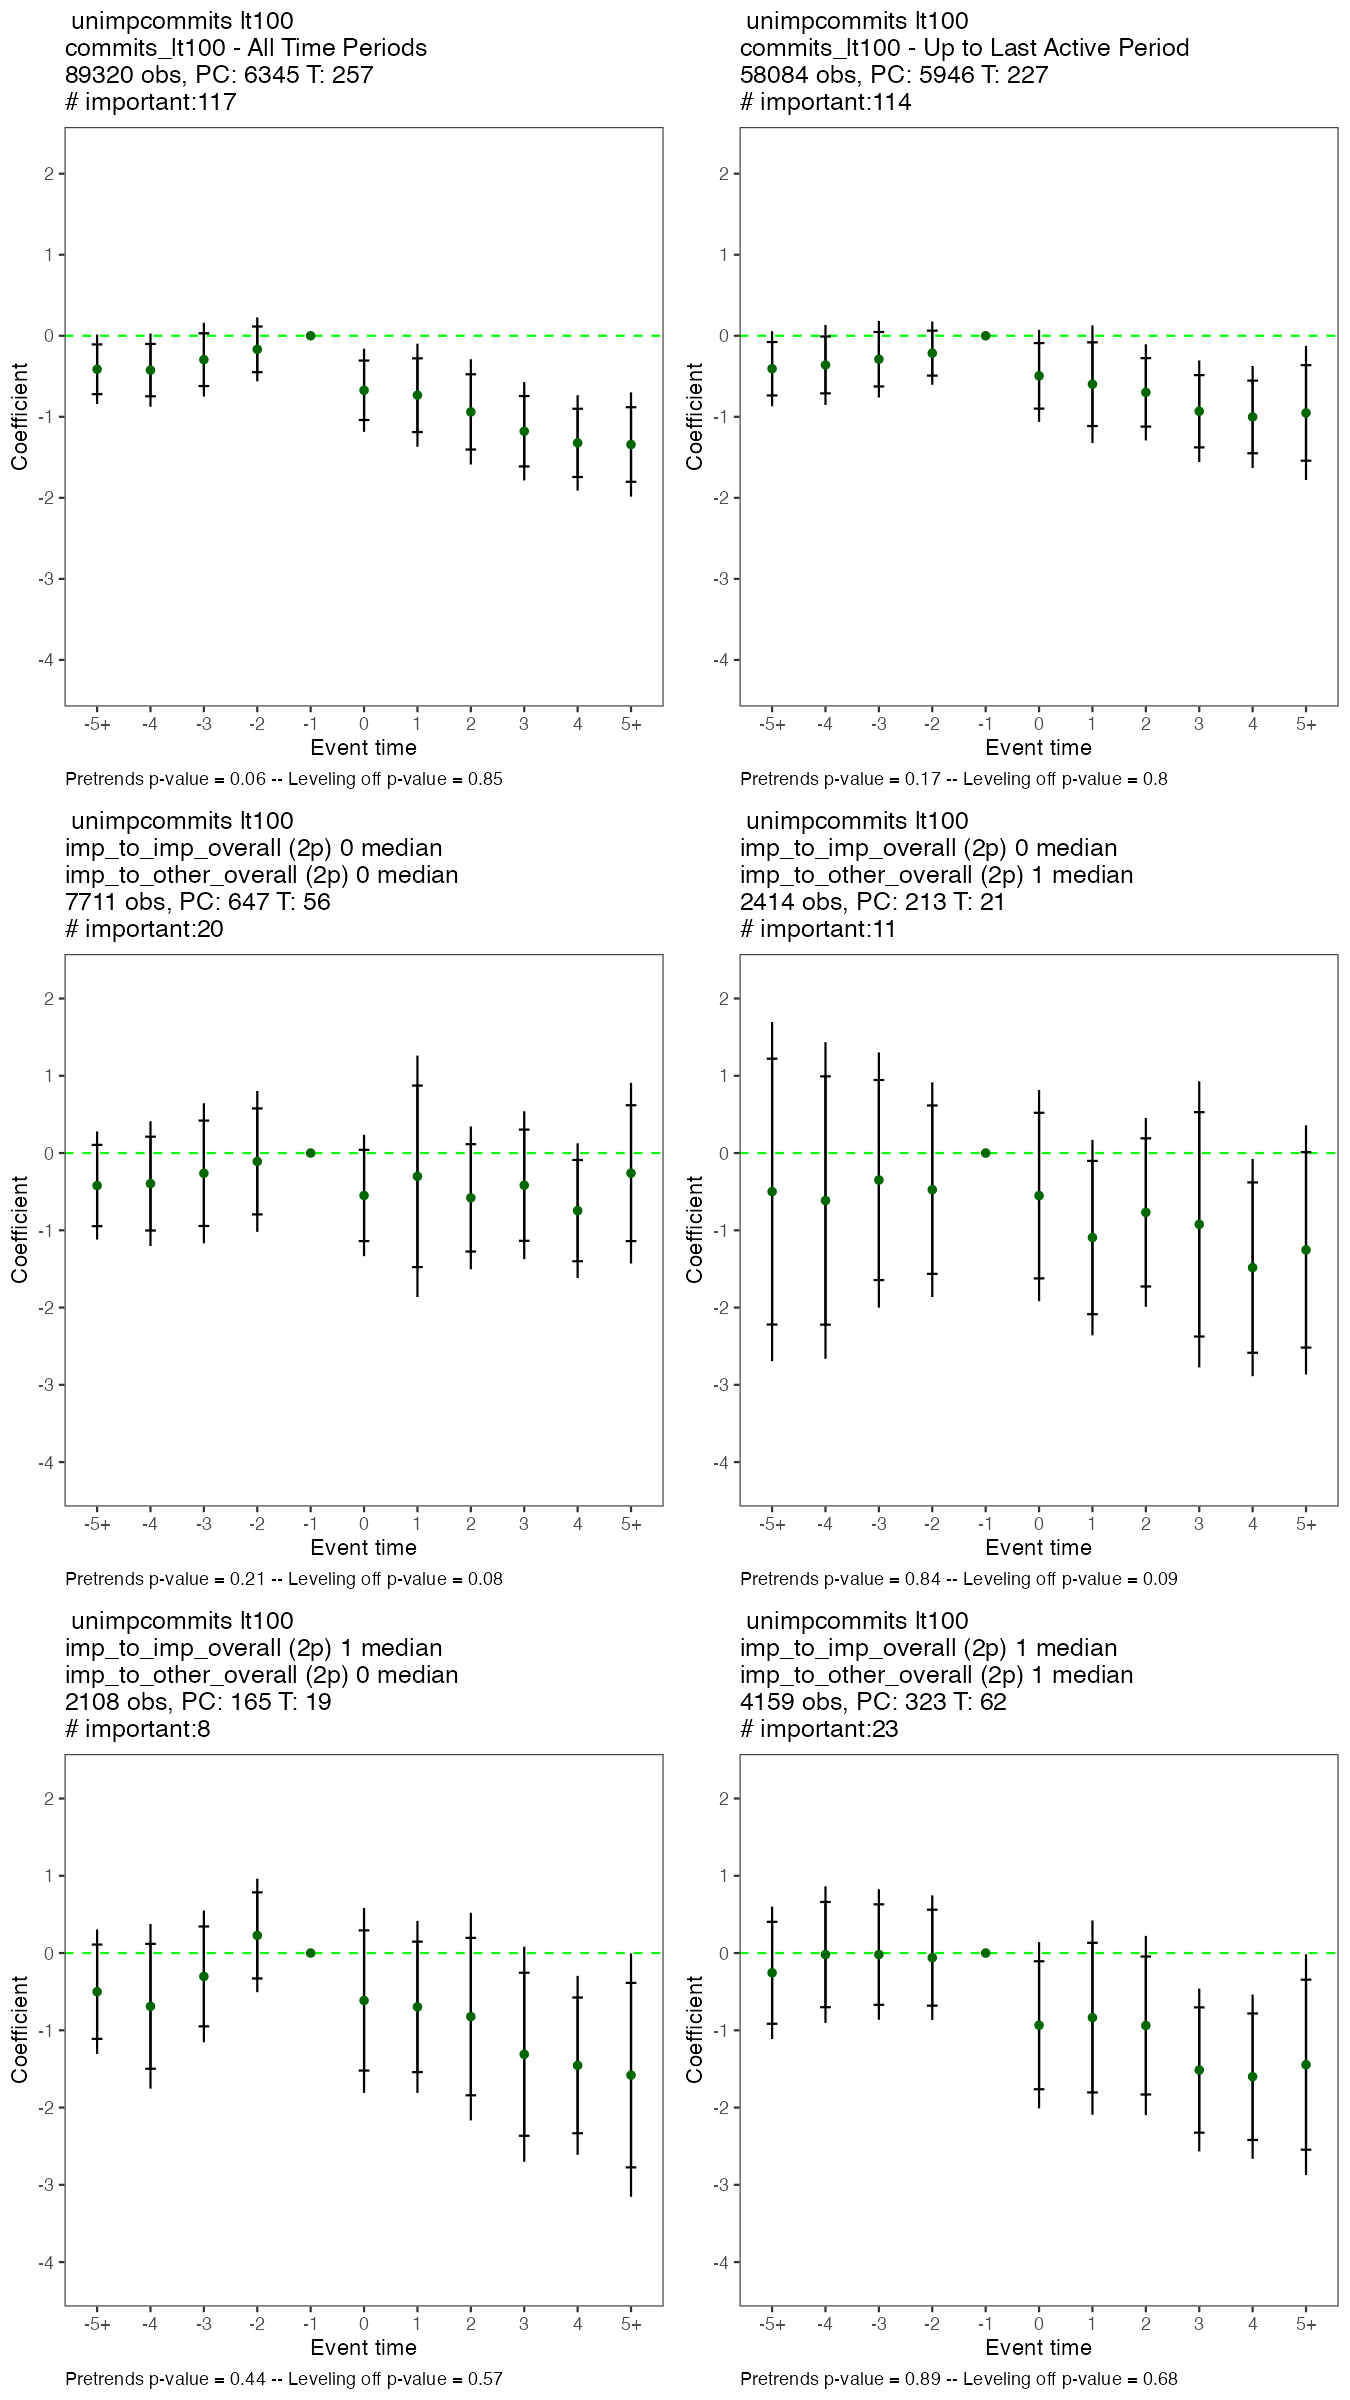 unimpcommits lt100
commits_lt100 - All Time Periods
89320 obs, PC: 6345 T: 257
# important:117
2
1
0
-1
-2
-3
-4
Coefficient
-5+ -4 -3 -2 -1 0 1 2 3 4 5+
Event time
Pretrends p-value = 0.06 -- Leveling off p-value = 0.85
unimpcommits lt100
commits_lt100 - Up to Last Active Period
58084 obs, PC: 5946 T: 227
# important:114
2
1
0
-1
-2
-3
-4
Coefficient
-5+ -4 -3 -2 -1 0 1 2 3 4 5+
Event time
Pretrends p-value = 0.17 -- Leveling off p-value = 0.8
unimpcommits lt100
imp_to_imp_overall (2p) 0 median
imp_to_other_overall (2p) 0 median
7711 obs, PC: 647 T: 56
# important:20
2
1
0
-1
-2
-3
-4
Coefficient
-5+ -4 -3 -2 -1 0 1 2 3 4 5+
Event time
Pretrends p-value = 0.21 -- Leveling off p-value = 0.08
unimpcommits lt100
imp_to_imp_overall (2p) 0 median
imp_to_other_overall (2p) 1 median
2414 obs, PC: 213 T: 21
# important:11
2
1
0
-1
-2
-3
-4
Coefficient
-5+ -4 -3 -2 -1 0 1 2 3 4 5+
Event time
Pretrends p-value = 0.84 -- Leveling off p-value = 0.09
unimpcommits lt100
imp_to_imp_overall (2p) 1 median
imp_to_other_overall (2p) 0 median
2108 obs, PC: 165 T: 19
# important:8
2
1
0
-1
-2
-3
-4
Coefficient
-5+ -4 -3 -2 -1 0 1 2 3 4 5+
Event time
Pretrends p-value = 0.44 -- Leveling off p-value = 0.57
unimpcommits lt100
imp_to_imp_overall (2p) 1 median
imp_to_other_overall (2p) 1 median
4159 obs, PC: 323 T: 62
# important:23
2
1
0
-1
-2
-3
-4
Coefficient
-5+ -4 -3 -2 -1 0 1 2 3 4 5+
Event time
Pretrends p-value = 0.89 -- Leveling off p-value = 0.68